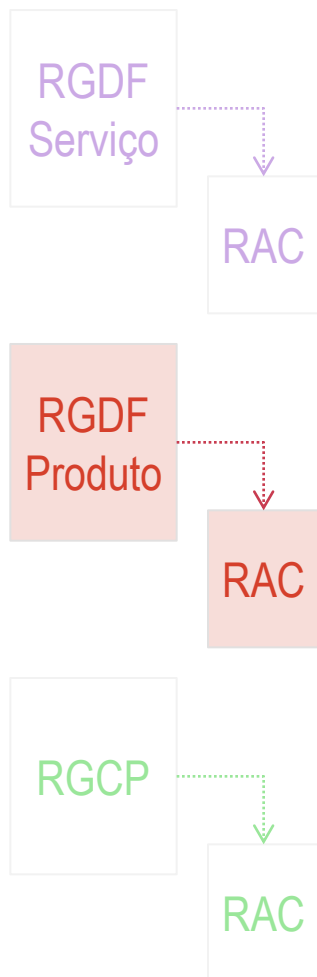 RGDF
Serviço
RAC
RGDF
Produto
RAC
RGCP
RAC